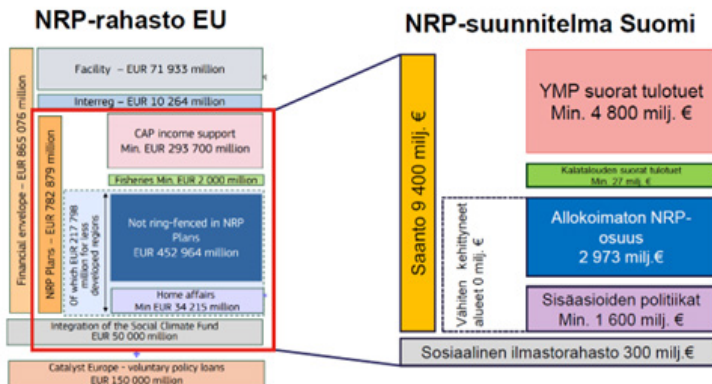 NRP-rahasto EU
Financial envelope – EUR 865 076 million
Facility – EUR 71 933 million
Interreg – EUR 10 264 million
NRP Plans – EUR 782 879 million
CAP income support
Min. EUR 293 700 million
Fisheries Min. EUR 2 000 million
Of which EUR 217 798
million for less
developed regions
Not ring-fenced in NRP
Plans
EUR 452 964 million
Home affairs
Min EUR 34 215 million
Integration of the Social Climate Fund
EUR 50 000 million
Catalyst Europe - voluntary policy loans
EUR 150 000 million
NRP-suunnitelma Suomi
Saanto 9 400 milj. €
YMP suorat tulotuet
Min. 4 800 milj. €
Kalatalouden suorat tulotuet
Min. 27 milj. €
Vähiten kehittyneet
alueet 0 milj. €
Allokoimaton NRP-
osuus
2 973 milj.€
Sisäasioiden politiikat
Min. 1 600 milj. €
Sosiaalinen ilmastorahasto 300 milj.€